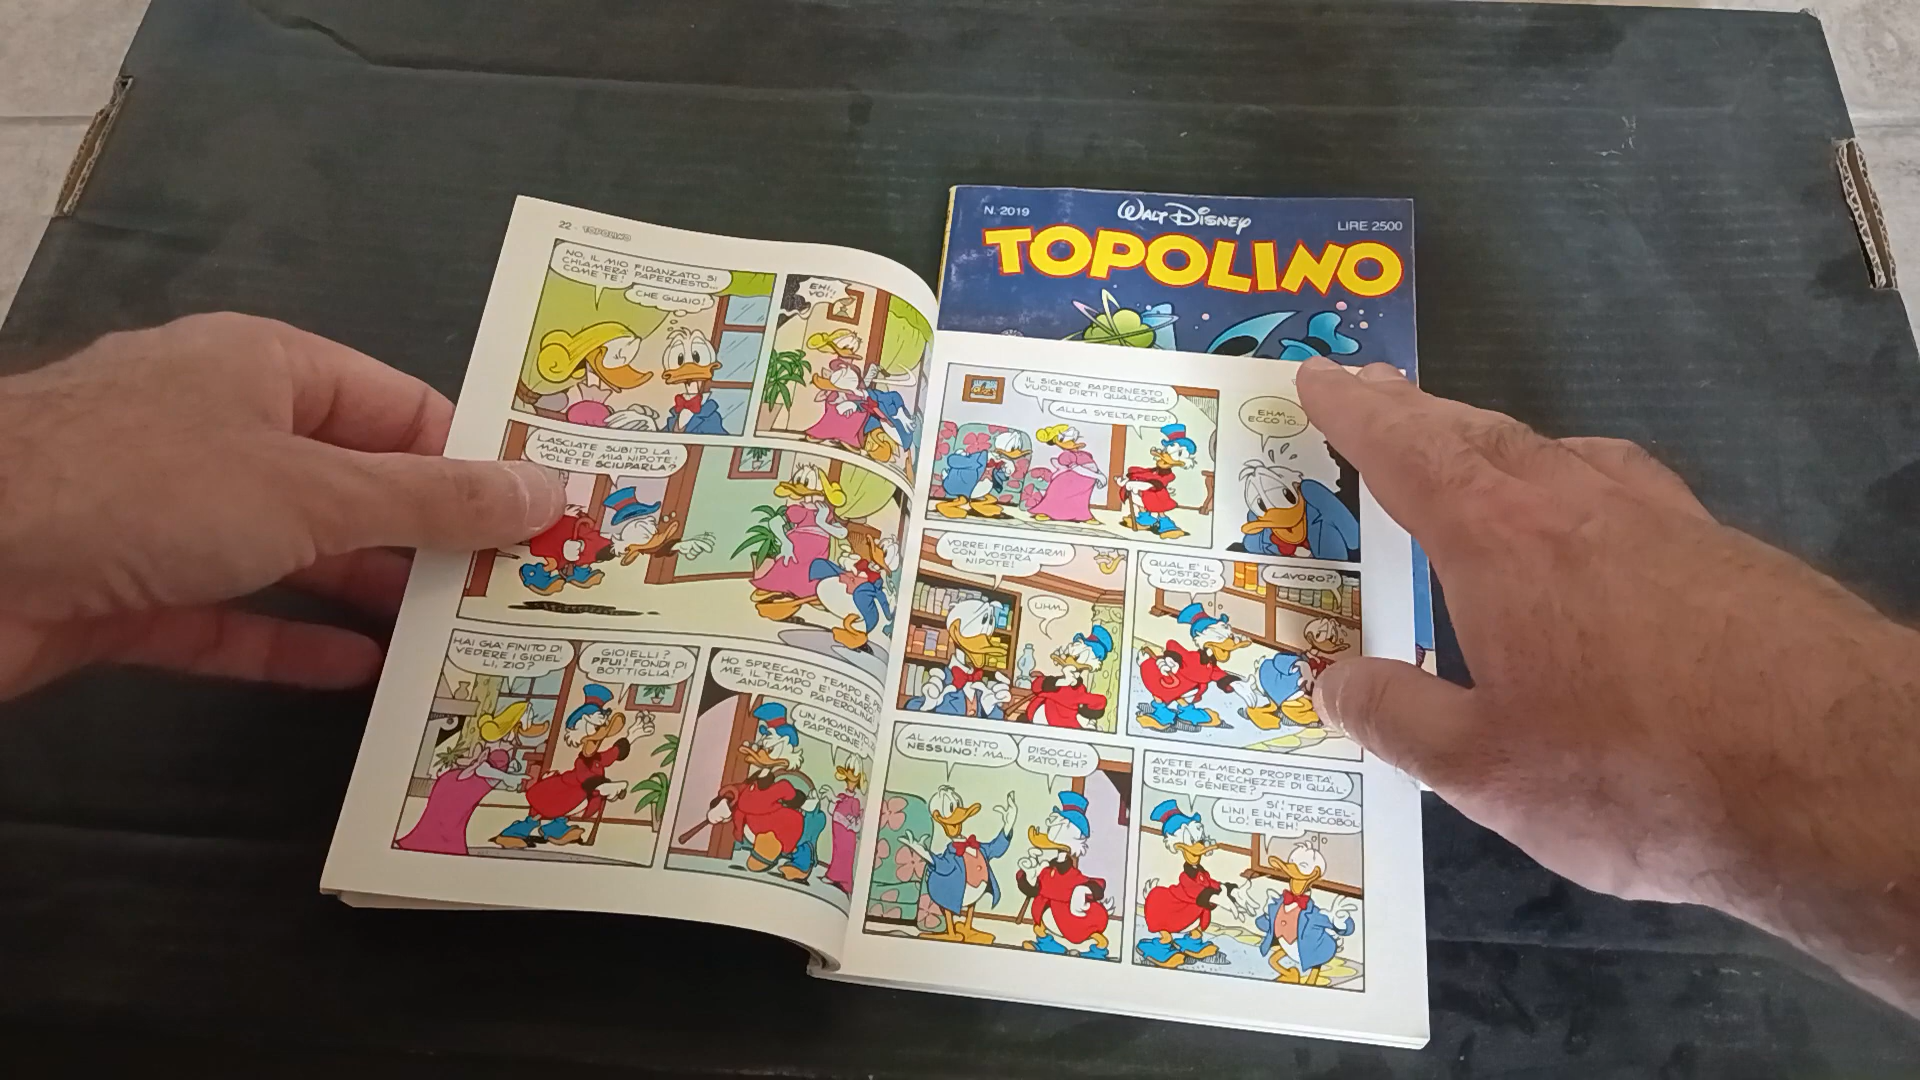 N. 2019
WALT DISNEY
LIRE 2500
TOPOLINO
22 - TOPOLINO
NO, IL MIO FIDANZATO SI
CHIAMERA' PAPERNESTO...
COME TE!
CHE GUAIO!
EHI,
VOI!
LASCIATE SUBITO LA
MANO DI MIA NIPOTE!
VOLETE SCIUPARLA?
HAI GIA' FINITO DI
VEDERE I GIOIEL-
LI, ZIO?
GIOIELLI?
PFUI! FONDI DI
BOTTIGLIA!
HO SPRECATO TEMPO E, PER
ME, IL TEMPO E' DENARO!
ANDIAMO PAPEROLINA!
UN MOMENTO,
PAPERONE!
IL SIGNOR PAPERNESTO
VUOLE DIRTI QUALCOSA!
ALLA SVELTA, PERO'!
EHM...
ECCO IO...
VORREI FIDANZARMI
CON VOSTRA
NIPOTE!
UHM...
QUAL E' IL
VOSTRO
LAVORO?
LAVORO?!
AL MOMENTO
NESSUNO! MA...
DISOCCU-
PATO, EH?
AVETE ALMENO PROPRIETA',
RENDITE, RICCHEZZE DI QUAL-
SIASI GENERE?
SI'! TRE SCEL-
LINI E UN FRANCOBOL-
LO! EH, EH!